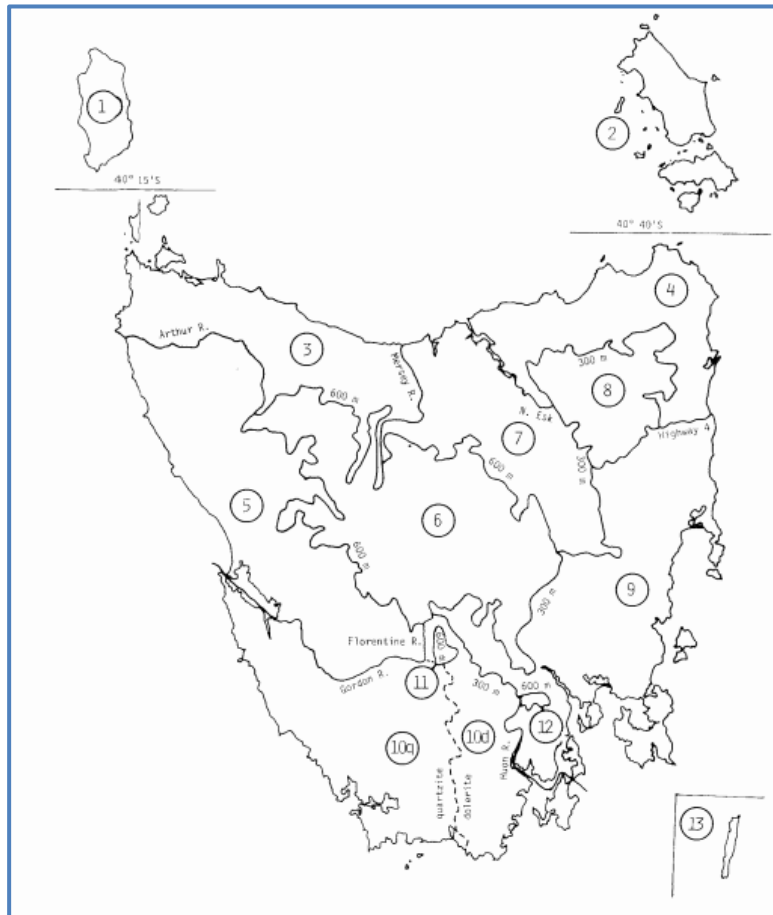 1
2
40° 15'S
40° 40'S
4
Arthur R.
3
Mersey R.
300 m
600 m
8
N. Esk
Highway 4
7
300 m
600 m
5
6
600 m
9
300 m
Florentine R.
600 m
Gordon R.
11
300 m
600 m
12
10q
10d
Huon R.
quartzite
dolerite
13